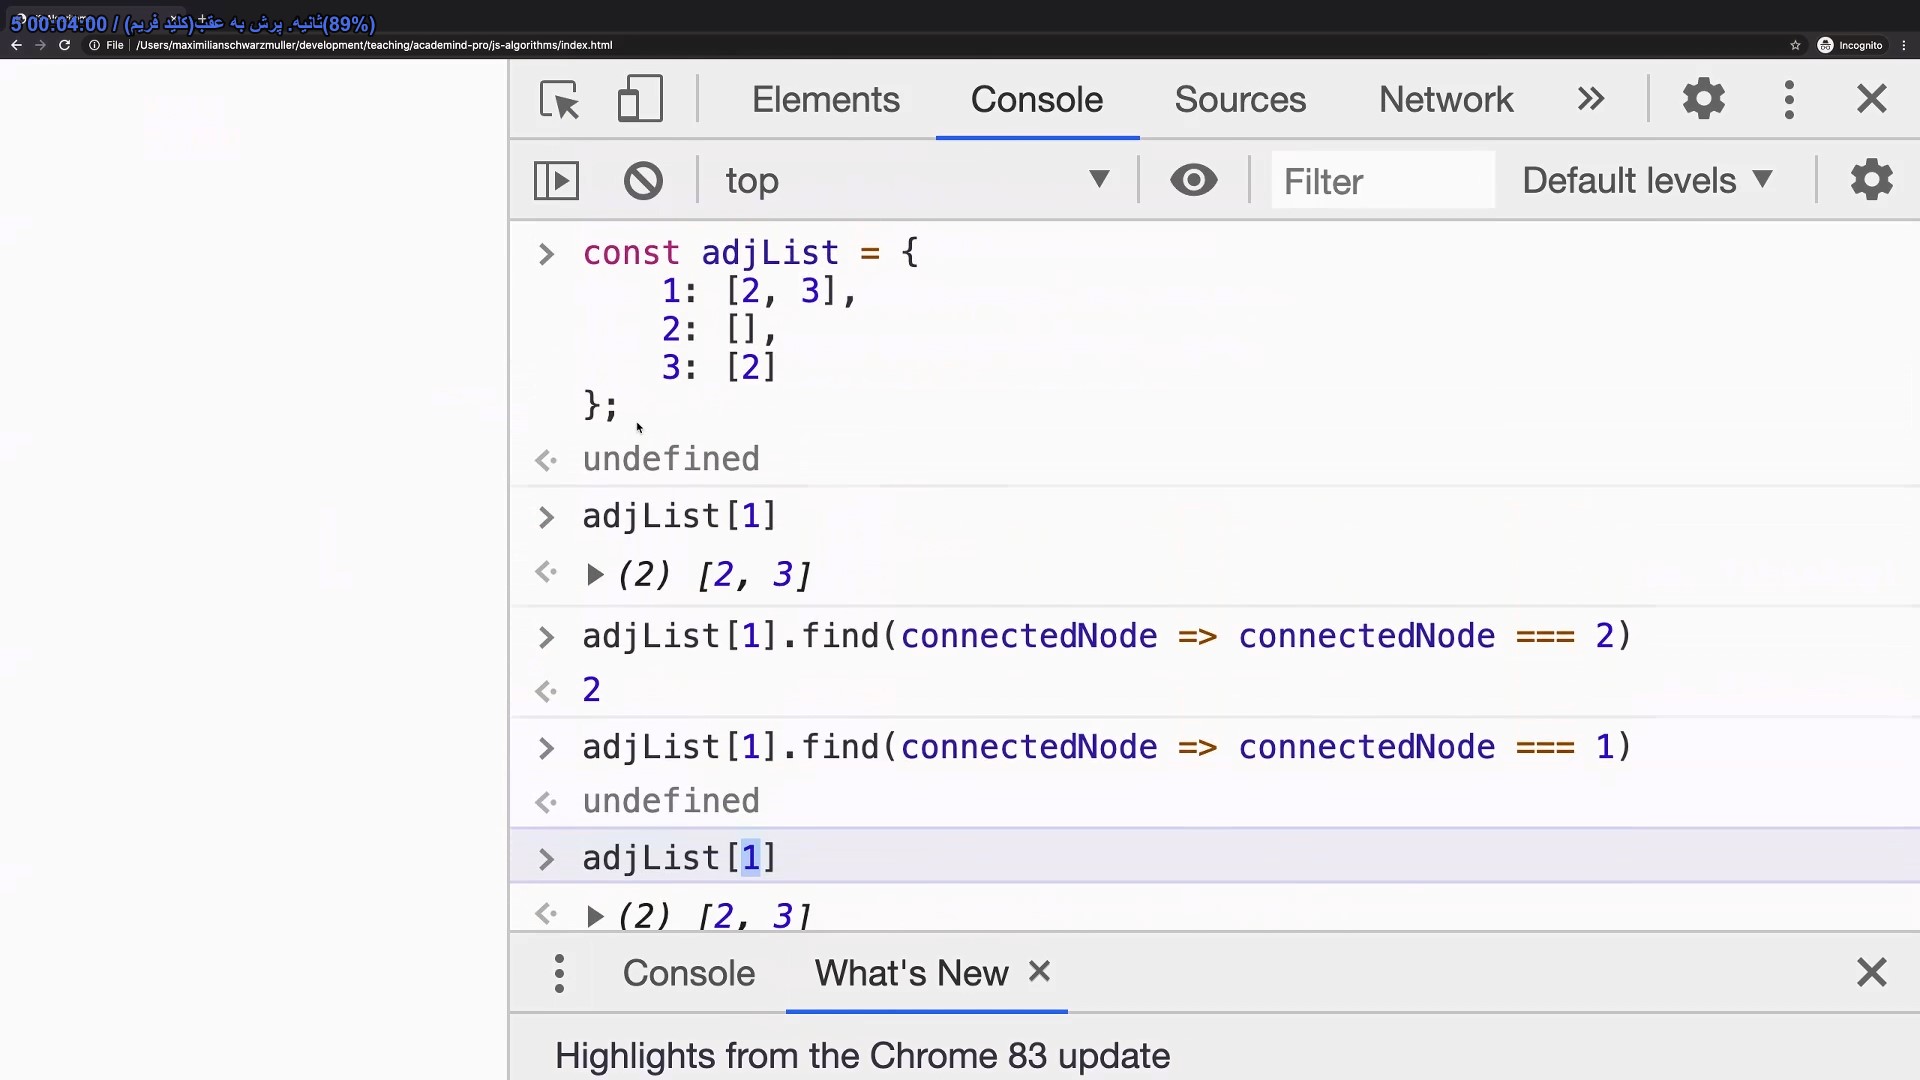 5 ثانیه. پرش به عقب(کلید فریم) / 00:04:00 (89%)
File /Users/maximilianschwarzmuller/development/teaching/academind-pro/js-algorithms/index.html Incognito
Elements Console Sources Network
top Filter Default levels
const adjList = {
1: [2, 3],
2: [],
3: [2]
};
undefined
adjList[1]
(2) [2, 3]
adjList[1].find(connectedNode => connectedNode === 2)
2
adjList[1].find(connectedNode => connectedNode === 1)
undefined
adjList[1]
(2) [2, 3]
Console What's New
Highlights from the Chrome 83 update